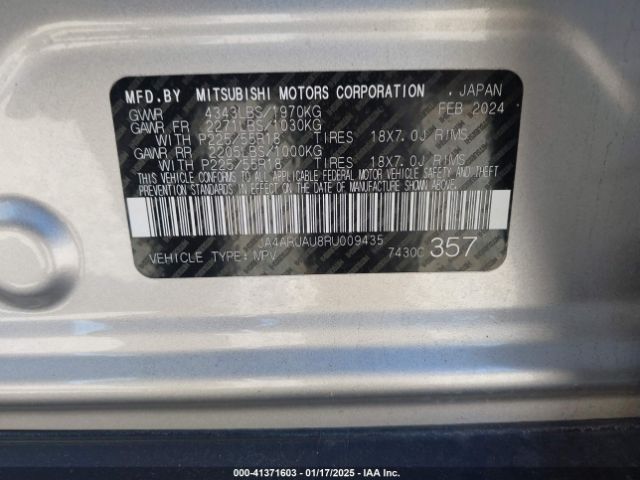 MFD.BY MITSUBISHI MOTORS CORPORATION , JAPAN
GVWR 4343LBS/1970KG FEB 2024
GAWR FR 2271LBS/1030KG
WITH P225/55R18 TIRES 18X7.0J RIMS
GAWR RR 2205LBS/1000KG
WITH P225/55R18 TIRES 18X7.0J RIMS
THIS VEHICLE CONFORMS TO ALL APPLICABLE FEDERAL MOTOR VEHICLE SAFETY, AND THEFT
PREVENTION STANDARDS IN EFFECT ON THE DATE OF MANUFACTURE SHOWN ABOVE.
JA4ARUAU8RU009435
VEHICLE TYPE:MPV 7430C 357
000-41371603 — 01/17/2025 — IAA Inc.